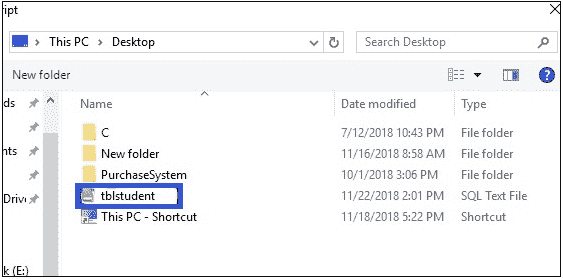 ript
This PC > Desktop
Search Desktop
New folder
Name Date modified Type
ds
nts
Drive
k (E:)
C 7/12/2018 10:43 PM File folder
New folder 11/16/2018 8:58 AM File folder
PurchaseSystem 10/1/2018 3:06 PM File folder
tblstudent 11/22/2018 2:01 PM SQL Text File
This PC - Shortcut 11/18/2018 5:22 PM Shortcut